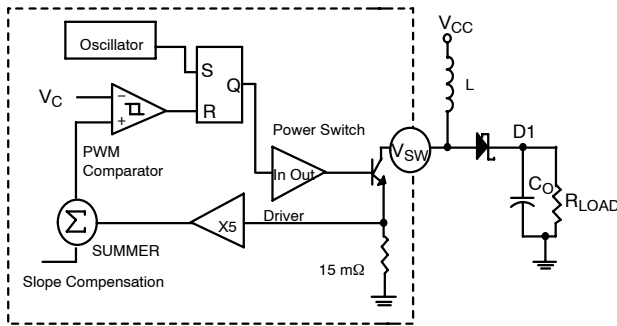 Oscillator
S
Q
R
V_C
−
+
PWM
Comparator
Power Switch
In Out
V_SW
V_CC
L
D1
C_O
R_LOAD
X5
Driver
Σ
SUMMER
Slope Compensation
15 mΩ